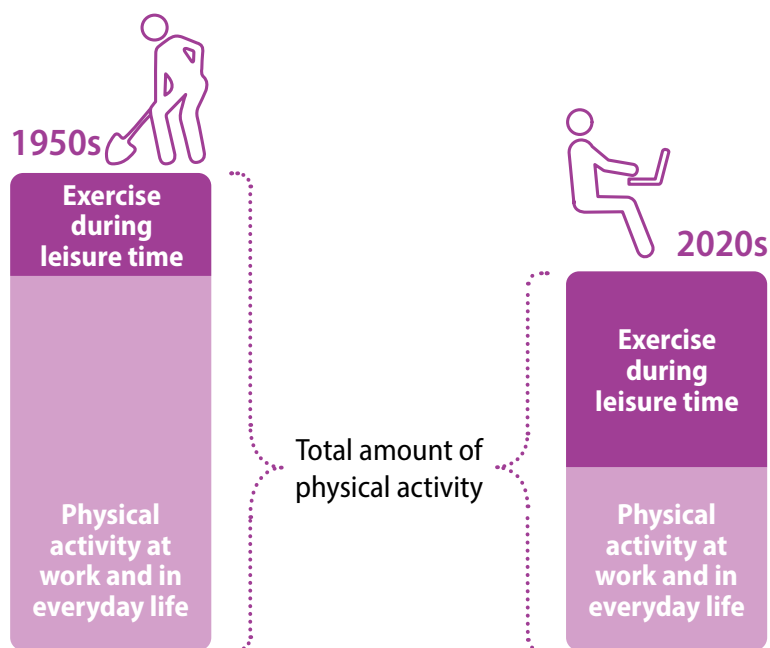 1950s
Exercise
during
leisure time
Physical
activity at
work and in
everyday life
Total amount of
physical activity
2020s
Exercise
during
leisure time
Physical
activity at
work and in
everyday life